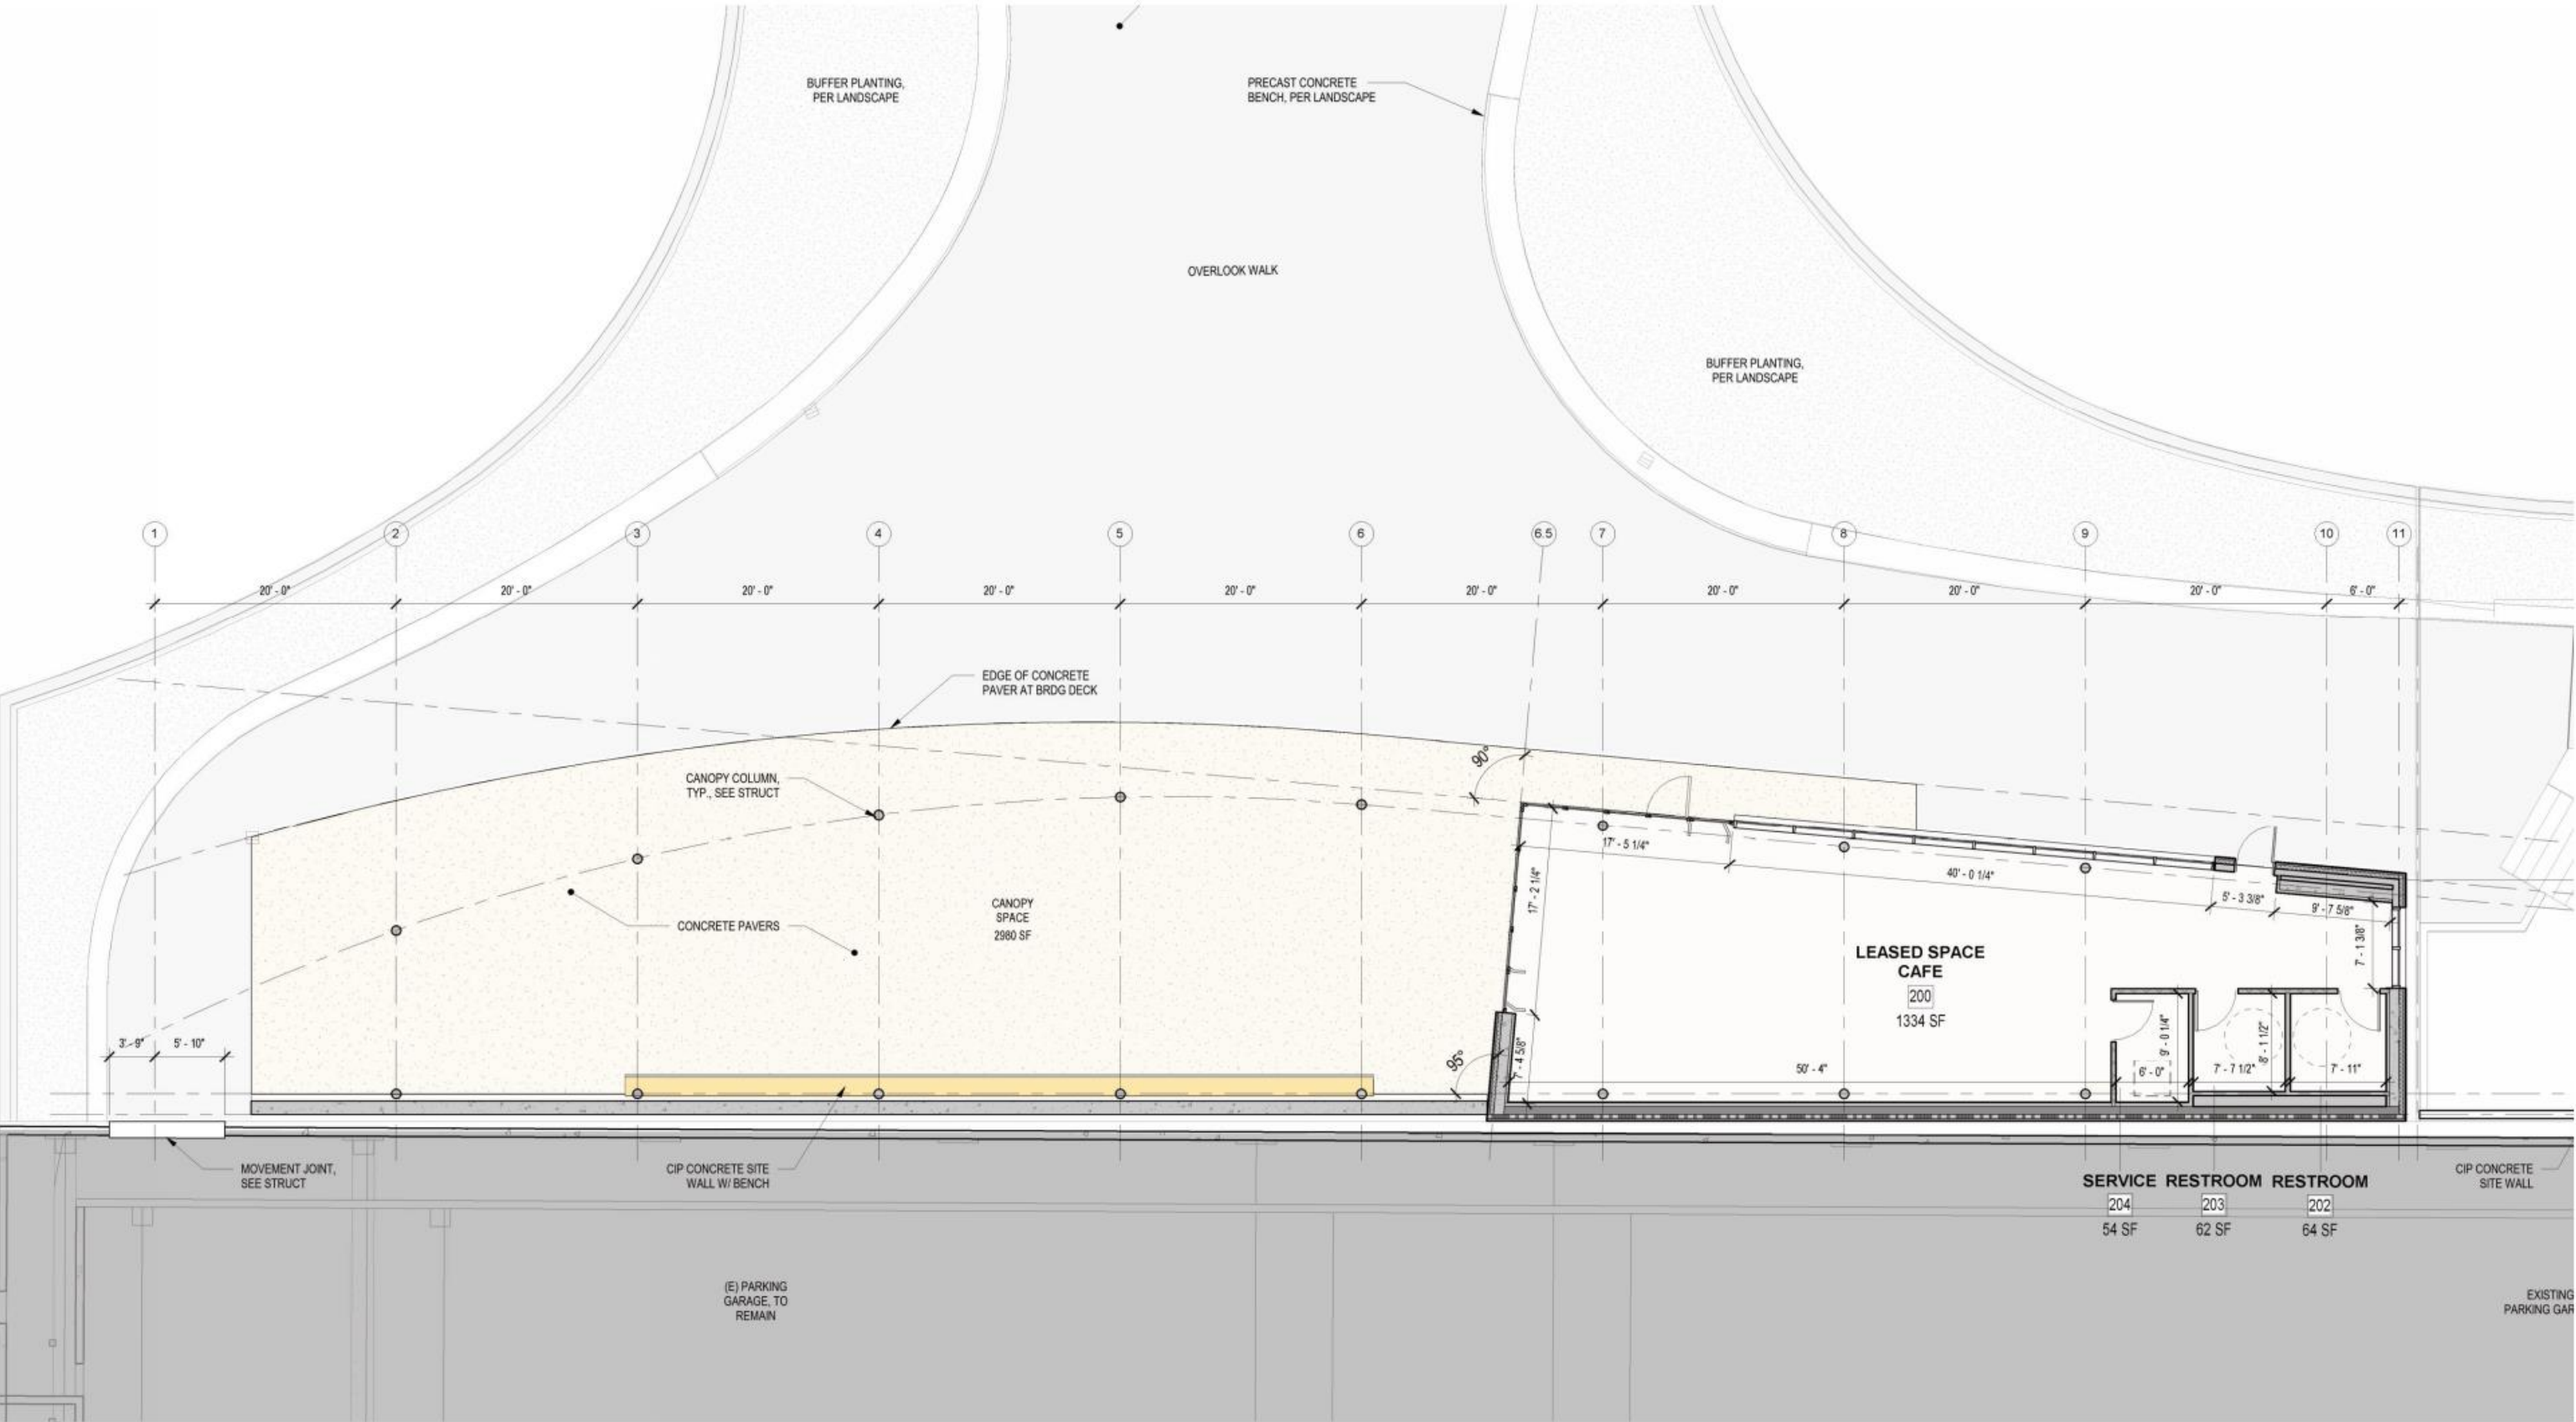 BUFFER PLANTING,
PER LANDSCAPE
PRECAST CONCRETE
BENCH, PER LANDSCAPE
OVERLOOK WALK
BUFFER PLANTING,
PER LANDSCAPE
1
2
3
4
5
6
6.5
7
8
9
10
11
20' - 0"
20' - 0"
20' - 0"
20' - 0"
20' - 0"
20' - 0"
20' - 0"
20' - 0"
20' - 0"
6' - 0"
EDGE OF CONCRETE
PAVER AT BRDG DECK
90°
CANOPY COLUMN,
TYP., SEE STRUCT
17' - 5 1/4"
40' - 0 1/4"
17' - 2 1/4"
5' - 3 3/8"
9' - 7 5/8"
CANOPY
SPACE
2980 SF
CONCRETE PAVERS
7' - 1 3/8"
LEASED SPACE
CAFE
200
1334 SF
3' - 9"
5' - 10"
95°
7' - 4 5/8"
50' - 4"
9' - 0 1/4"
8' - 1 1/2"
6' - 0"
7' - 7 1/2"
7' - 11"
MOVEMENT JOINT,
SEE STRUCT
CIP CONCRETE SITE
WALL W/ BENCH
CIP CONCRETE
SITE WALL
SERVICE RESTROOM RESTROOM
204 203 202
54 SF 62 SF 64 SF
(E) PARKING
GARAGE, TO
REMAIN
EXISTING
PARKING GAR